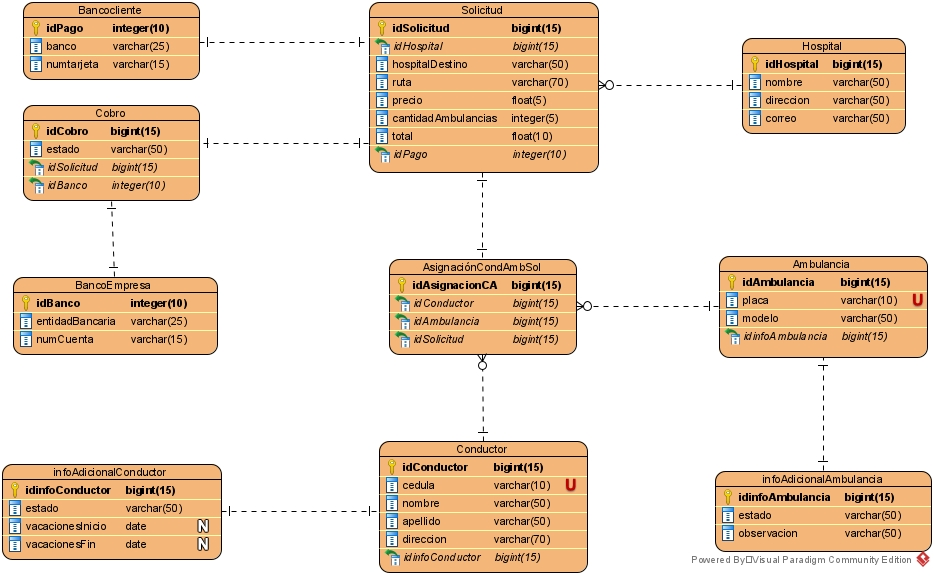 Bancocliente
idPago integer(10)
banco varchar(25)
numtarjeta varchar(15)
Solicitud
idSolicitud bigint(15)
idHospital bigint(15)
hospitalDestino varchar(50)
ruta varchar(70)
precio float(5)
cantidadAmbulancias integer(5)
total float(10)
idPago integer(10)
Hospital
idHospital bigint(15)
nombre varchar(50)
direccion varchar(50)
correo varchar(50)
Cobro
idCobro bigint(15)
estado varchar(50)
idSolicitud bigint(15)
idBanco integer(10)
BancoEmpresa
idBanco integer(10)
entidadBancaria varchar(25)
numCuenta varchar(15)
AsignaciónCondAmbSol
idAsignacionCA bigint(15)
idConductor bigint(15)
idAmbulancia bigint(15)
idSolicitud bigint(15)
Ambulancia
idAmbulancia bigint(15)
placa varchar(10) U
modelo varchar(50)
idinfoAmbulancia bigint(15)
infoAdicionalConductor
idinfoConductor bigint(15)
estado varchar(50)
vacacionesInicio date N
vacacionesFin date N
Conductor
idConductor bigint(15)
cedula varchar(10) U
nombre varchar(50)
apellido varchar(50)
direccion varchar(70)
idinfoConductor bigint(15)
infoAdicionalAmbulancia
idinfoAmbulancia bigint(15)
estado varchar(50)
observacion varchar(50)
Powered By Visual Paradigm Community Edition